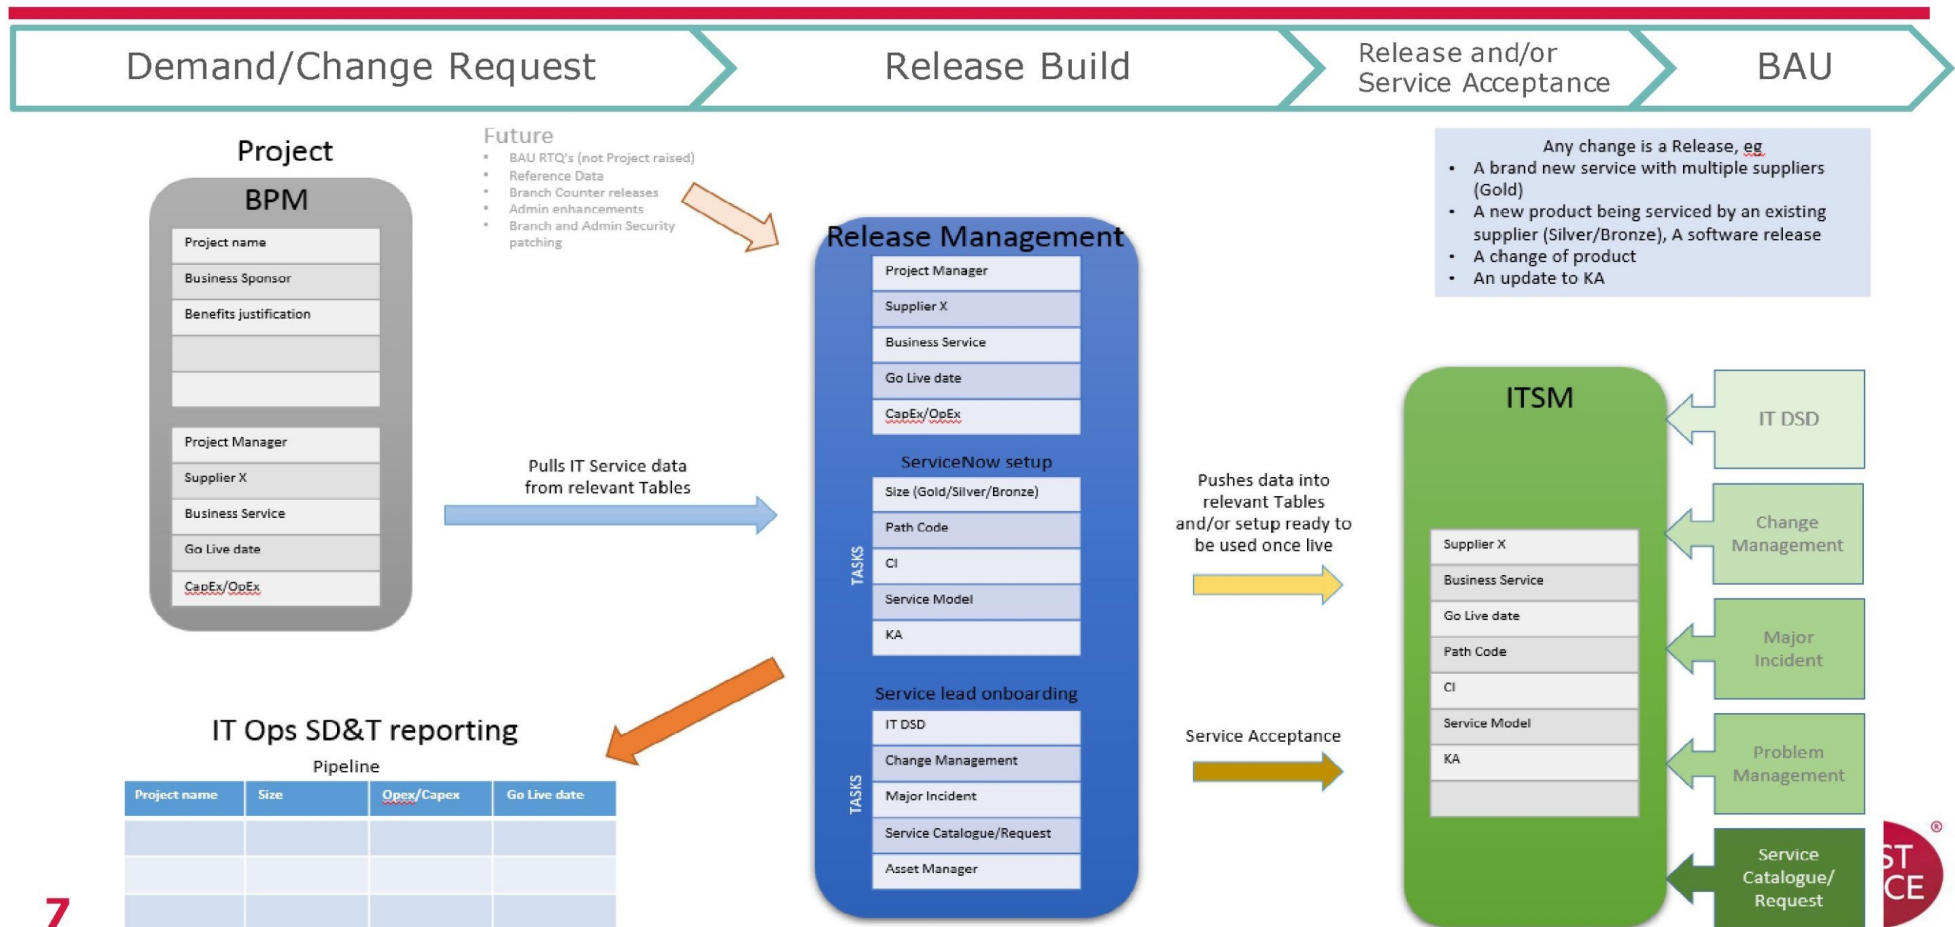 Demand/Change Request
Release Build
Release and/or
Service Acceptance
BAU
Project
BPM
Project name
Business Sponsor
Benefits justification
Project Manager
Supplier X
Business Service
Go Live date
CapEx/OpEx
Future
▪ BAU RTQ's (not Project raised)
▪ Reference Data
▪ Branch Counter releases
▪ Admin enhancements
▪ Branch and Admin Security
patching
Pulls IT Service data
from relevant Tables
Release Management
Project Manager
Supplier X
Business Service
Go Live date
CapEx/OpEx
ServiceNow setup
TASKS
Size (Gold/Silver/Bronze)
Path Code
CI
Service Model
KA
Service lead onboarding
TASKS
IT DSD
Change Management
Major Incident
Service Catalogue/Request
Asset Manager
Pushes data into
relevant Tables
and/or setup ready to
be used once live
Service Acceptance
Any change is a Release, eg
• A brand new service with multiple suppliers
(Gold)
• A new product being serviced by an existing
supplier (Silver/Bronze), A software release
• A change of product
• An update to KA
ITSM
Supplier X
Business Service
Go Live date
Path Code
CI
Service Model
KA
IT DSD
Change
Management
Major
Incident
Problem
Management
Service
Catalogue/
Request
IT Ops SD&T reporting
Pipeline
Project name Size Opex/Capex Go Live date
7
ST
CE
®